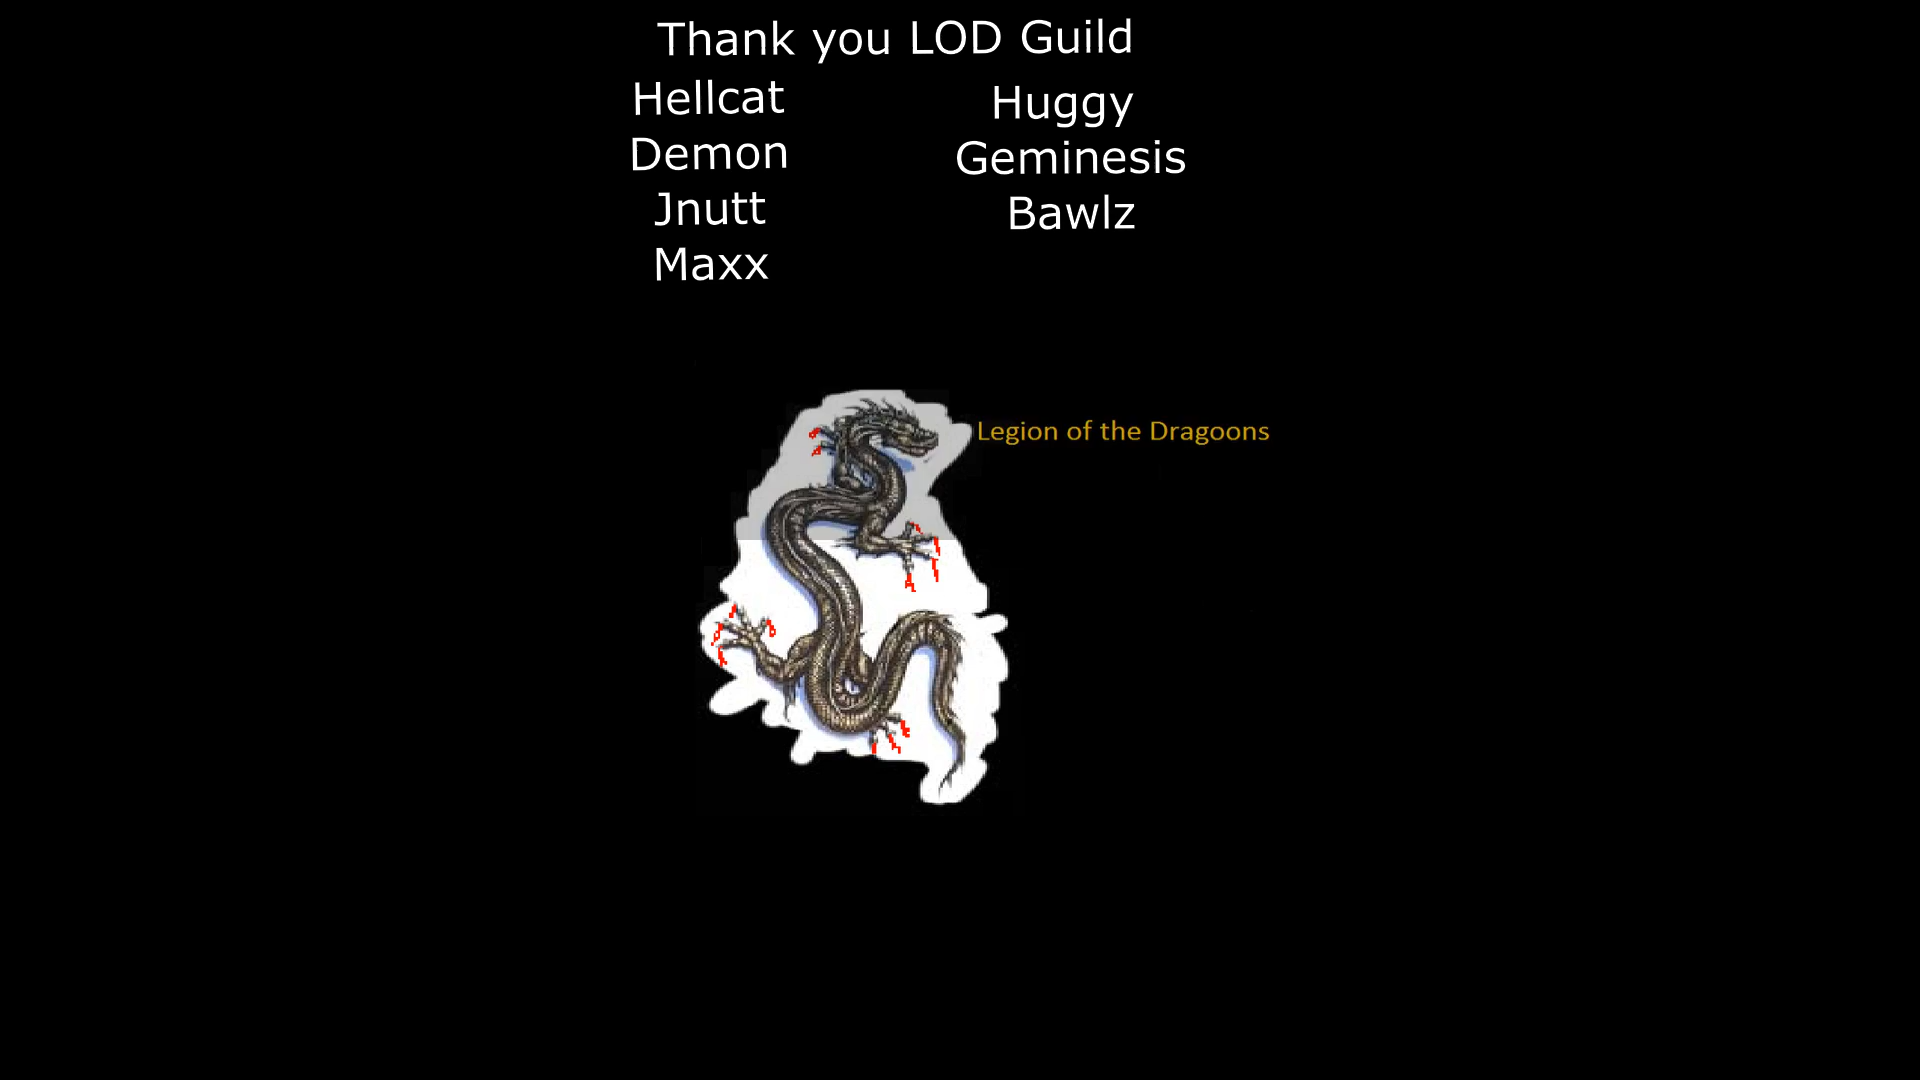 Thank you LOD Guild
Hellcat
Demon
Jnutt
Maxx
Huggy
Geminesis
Bawlz
Legion of the Dragoons